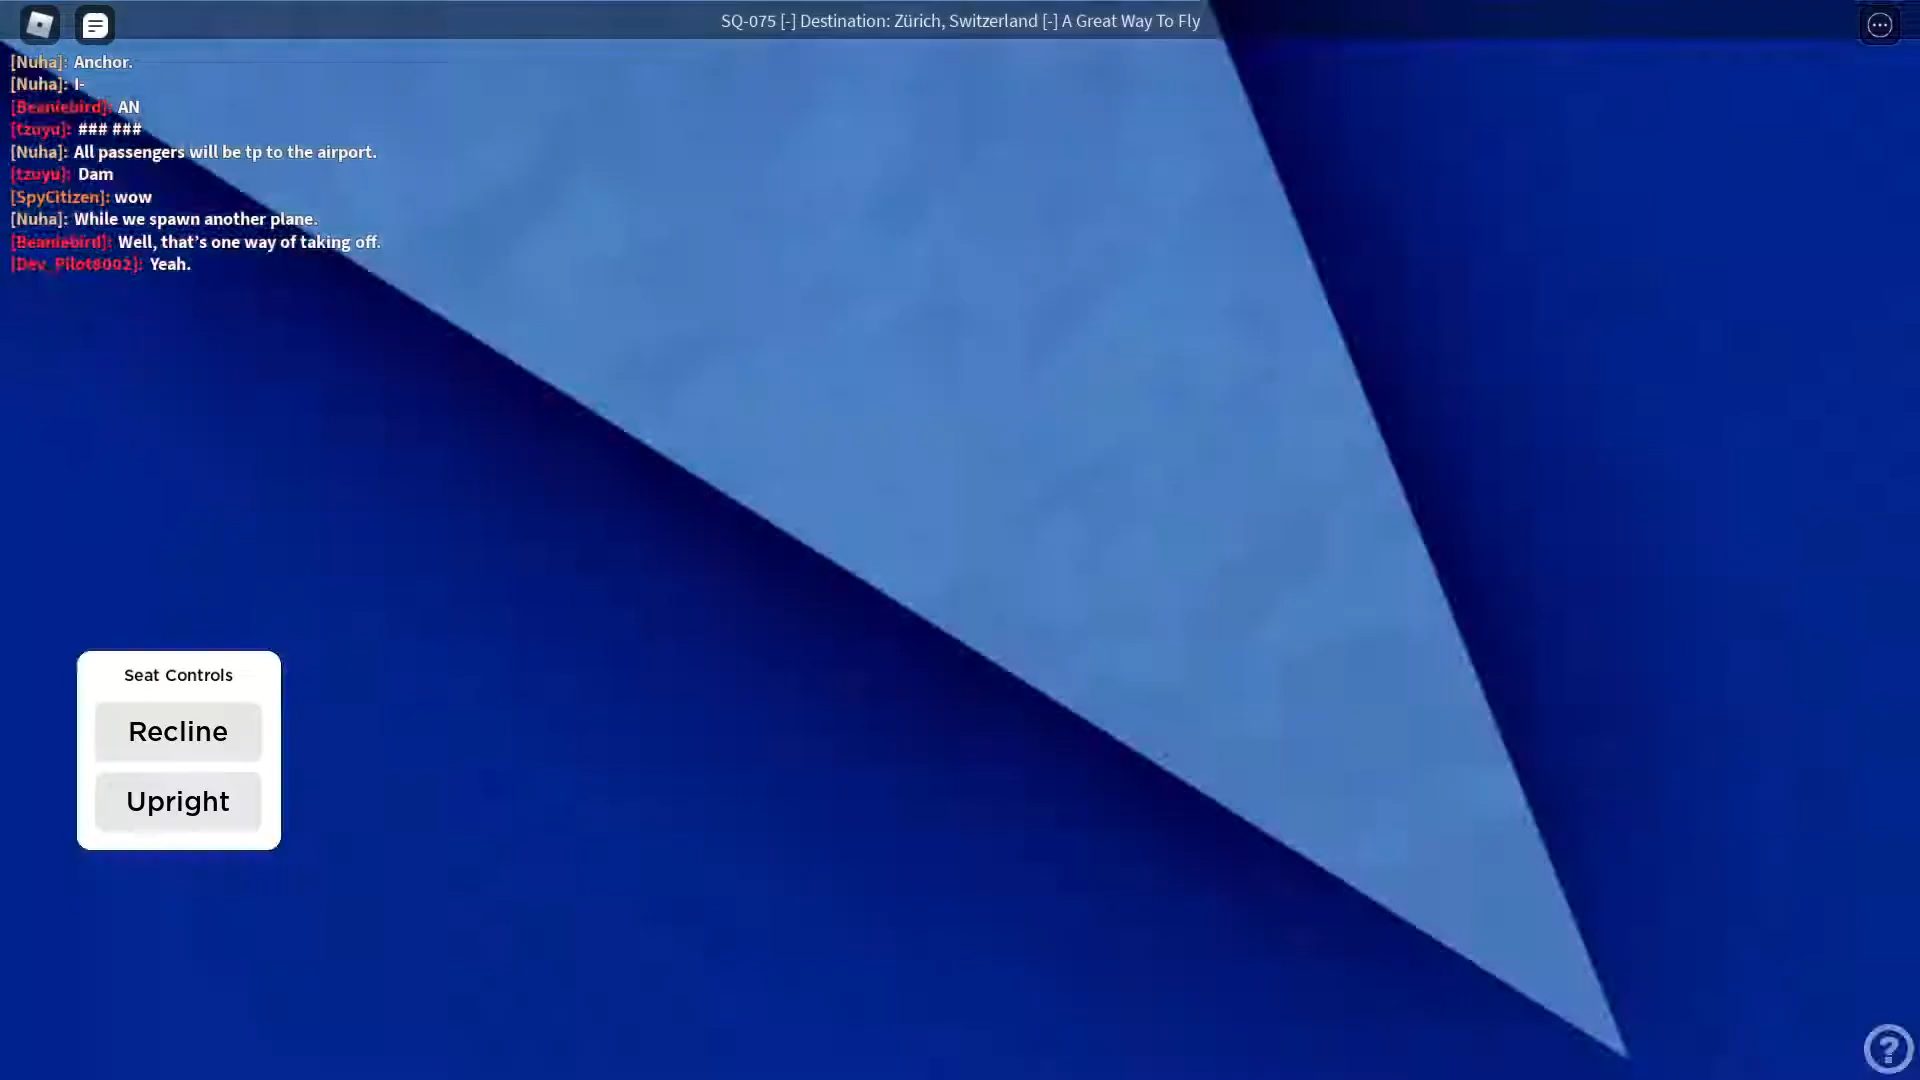 SQ-075 [-] Destination: Zürich, Switzerland [-] A Great Way To Fly
[Nuha]: Anchor.
[Nuha]: I-
[Beaniebird]: AN
[tzuyu]: ### ###
[Nuha]: All passengers will be tp to the airport.
[tzuyu]: Dam
[SpyCitizen]: wow
[Nuha]: While we spawn another plane.
[Beaniebird]: Well, that's one way of taking off.
[Dev_Pilot8002]: Yeah.
Seat Controls
Recline
Upright
?